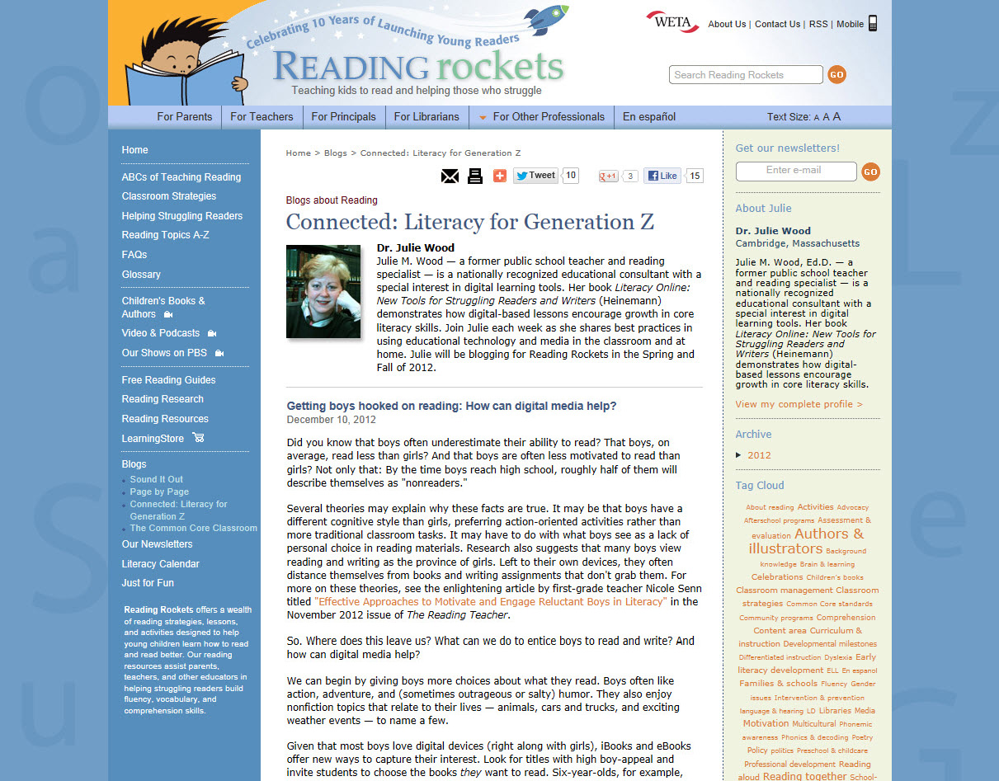 Celebrating 10 Years of Launching Young Readers
READING rockets
Teaching kids to read and helping those who struggle
WETA
About Us | Contact Us | RSS | Mobile
Search Reading Rockets
GO
For Parents
For Teachers
For Principals
For Librarians
For Other Professionals
En español
Text Size: A A A
Home
ABCs of Teaching Reading
Classroom Strategies
Helping Struggling Readers
Reading Topics A-Z
FAQs
Glossary
Children's Books &
Authors
Video & Podcasts
Our Shows on PBS
Free Reading Guides
Reading Research
Reading Resources
LearningStore
Blogs
Sound It Out
Page by Page
Connected: Literacy for
Generation Z
The Common Core Classroom
Our Newsletters
Literacy Calendar
Just for Fun
Reading Rockets offers a wealth
of reading strategies, lessons,
and activities designed to help
young children learn how to read
and read better. Our reading
resources assist parents,
teachers, and other educators in
helping struggling readers build
fluency, vocabulary, and
comprehension skills.
Home > Blogs > Connected: Literacy for Generation Z
Tweet
10
g +1
3
Like
15
Blogs about Reading
Connected: Literacy for Generation Z
Dr. Julie Wood
Julie M. Wood — a former public school teacher and reading
specialist — is a nationally recognized educational consultant with a
special interest in digital learning tools. Her book Literacy Online:
New Tools for Struggling Readers and Writers (Heinemann)
demonstrates how digital-based lessons encourage growth in core
literacy skills. Join Julie each week as she shares best practices in
using educational technology and media in the classroom and at
home. Julie will be blogging for Reading Rockets in the Spring and
Fall of 2012.
Getting boys hooked on reading: How can digital media help?
December 10, 2012
Did you know that boys often underestimate their ability to read? That boys, on
average, read less than girls? And that boys are often less motivated to read than
girls? Not only that: By the time boys reach high school, roughly half of them will
describe themselves as "nonreaders."
Several theories may explain why these facts are true. It may be that boys have a
different cognitive style than girls, preferring action-oriented activities rather than
more traditional classroom tasks. It may have to do with what boys see as a lack of
personal choice in reading materials. Research also suggests that many boys view
reading and writing as the province of girls. Left to their own devices, they often
distance themselves from books and writing assignments that don't grab them. For
more on these theories, see the enlightening article by first-grade teacher Nicole Senn
titled "Effective Approaches to Motivate and Engage Reluctant Boys in Literacy" in the
November 2012 issue of The Reading Teacher.
So. Where does this leave us? What can we do to entice boys to read and write? And
how can digital media help?
We can begin by giving boys more choices about what they read. Boys often like
action, adventure, and (sometimes outrageous or salty) humor. They also enjoy
nonfiction topics that relate to their lives — animals, cars and trucks, and exciting
weather events — to name a few.
Given that most boys love digital devices (right along with girls), iBooks and eBooks
offer new ways to capture their interest. Look for titles with high boy-appeal and
invite students to choose the books they want to read. Six-year-olds, for example,
Get our newsletters!
Enter e-mail
GO
About Julie
Dr. Julie Wood
Cambridge, Massachusetts
Julie M. Wood, Ed.D. — a
former public school teacher
and reading specialist — is a
nationally recognized
educational consultant with a
special interest in digital
learning tools. Her book
Literacy Online: New Tools for
Struggling Readers and
Writers (Heinemann)
demonstrates how digital-
based lessons encourage
growth in core literacy skills.
View my complete profile >
Archive
2012
Tag Cloud
About reading Activities Advocacy
Afterschool programs Assessment &
evaluation Authors &
illustrators Background
knowledge Brain & learning
Celebrations Children's books
Classroom management Classroom
strategies Common Core standards
Community programs Comprehension
Content area Curriculum &
instruction Developmental milestones
Differentiated instruction Dyslexia Early
literacy development ELL En espanol
Families & schools Fluency Gender
issues Intervention & prevention
language & hearing LD Libraries Media
Motivation Multicultural Phonemic
awareness Phonics & decoding Poetry
Policy politics Preschool & childcare
Professional development Reading
aloud Reading together School-
o
a
S
u
z
L
e
G